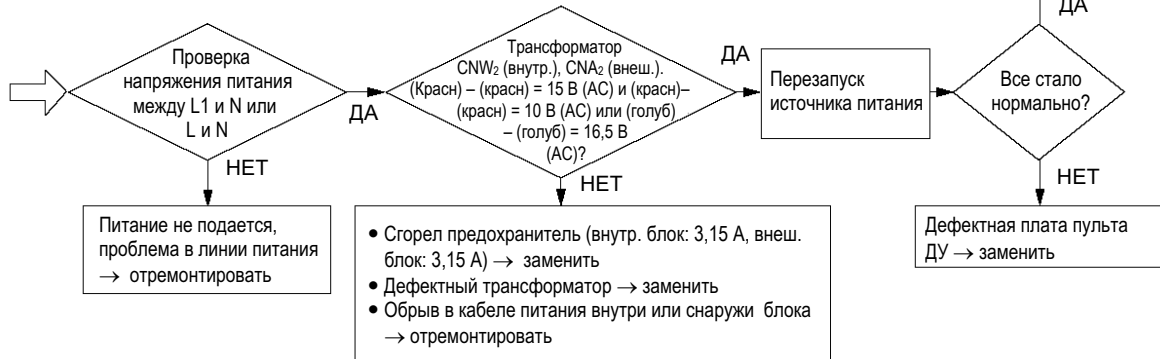 ДА
Проверка
напряжения питания
между L1 и N или
L и N
ДА
НЕТ
Питание не подается,
проблема в линии питания
→ отремонтировать
Трансформатор
CNW₂ (внутр.), CNA₂ (внеш.).
(Красн) – (красн) = 15 В (AC) и (красн)–
(красн) = 10 В (AC) или (голуб)
– (голуб) = 16,5 В
(AC)?
ДА
НЕТ
• Сгорел предохранитель (внутр. блок: 3,15 А, внеш.
блок: 3,15 А) → заменить
• Дефектный трансформатор → заменить
• Обрыв в кабеле питания внутри или снаружи блока
→ отремонтировать
Перезапуск
источника питания
Все стало
нормально?
НЕТ
Дефектная плата пульта
ДУ → заменить